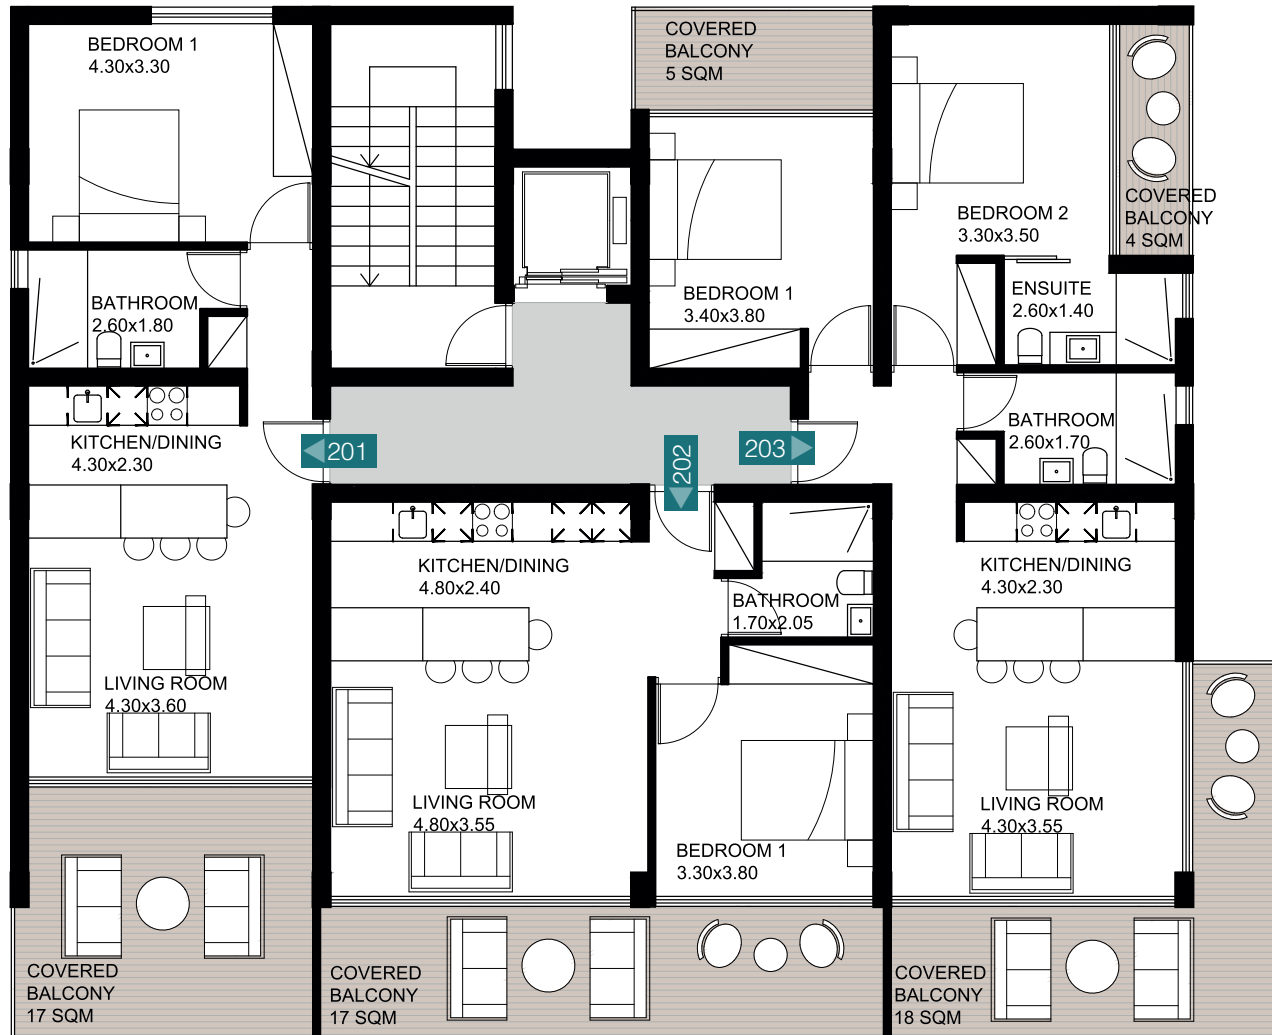 BEDROOM 1
4.30x3.30
COVERED
BALCONY
5 SQM
COVERED
BALCONY
4 SQM
BEDROOM 2
3.30x3.50
BEDROOM 1
3.40x3.80
ENSUITE
2.60x1.40
BATHROOM
2.60x1.80
KITCHEN/DINING
4.30x2.30
201
202
203
BATHROOM
2.60x1.70
KITCHEN/DINING
4.80x2.40
BATHROOM
1.70x2.05
KITCHEN/DINING
4.30x2.30
LIVING ROOM
4.30x3.60
LIVING ROOM
4.80x3.55
BEDROOM 1
3.30x3.80
LIVING ROOM
4.30x3.55
COVERED
BALCONY
17 SQM
COVERED
BALCONY
17 SQM
COVERED
BALCONY
18 SQM